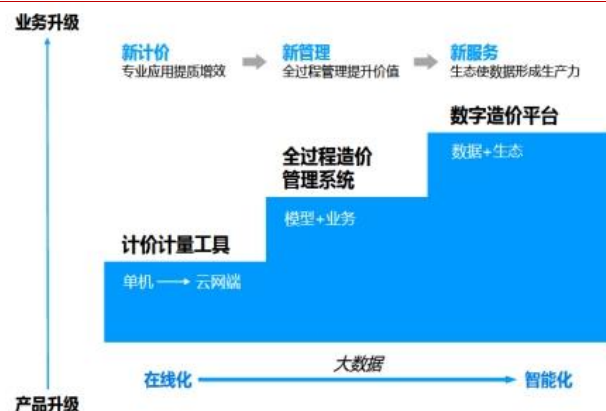 业务升级
新计价
专业应用提质增效
新管理
全过程管理提升价值
新服务
生态使数据形成生产力
数字造价平台
数据+生态
全过程造价
管理系统
模型+业务
计价计量工具
单机 云网端
大数据
在线化
智能化
产品升级